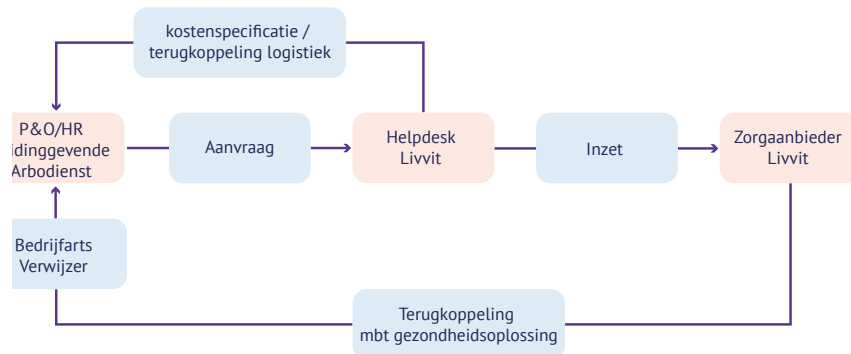 kostenspecificatie /
terugkoppeling logistiek
P&O/HR
idinggevende
Arbodienst
Aanvraag
Helpdesk
Livvit
Inzet
Zorgaanbieder
Livvit
Bedrijfarts
Verwijzer
Terugkoppeling
mbt gezondheidsoplossing